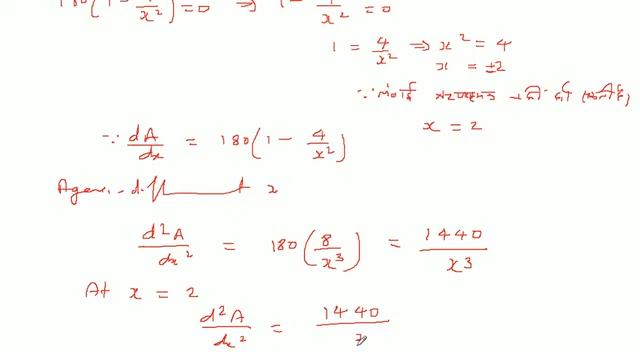 180(1 - 4/x²) = 0 ⇒ 1 - 4/x² = 0
1 = 4/x² ⇒ x² = 4
x = ±2
x = 2
∵ dA/dx = 180(1 - 4/x²)
Again diff x
d²A/dx² = 180(8/x³) = 1440/x³
At x = 2
d²A/dx² = 1440/